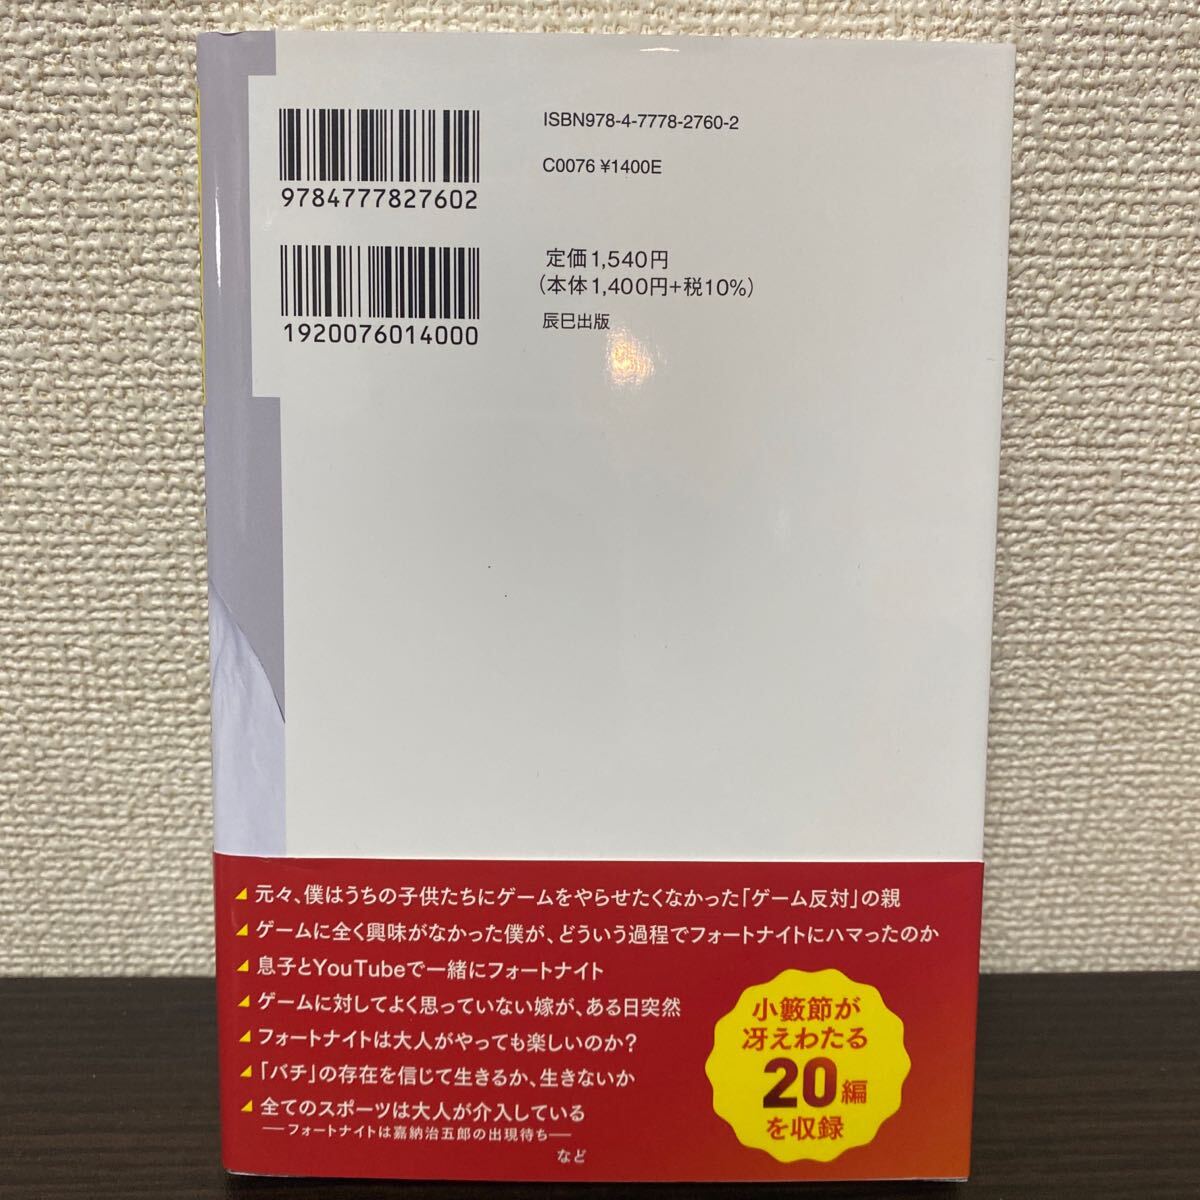 ISBN978-4-7778-2760-2
C0076 ¥1400E
9784777827602
定価1,540円
(本体1,400円+税10%)
辰巳出版
1920076014000
元々、僕はうちの子供たちにゲームをやらせたくなかった「ゲーム反対」の親
ゲームに全く興味がなかった僕が、どういう過程でフォートナイトにハマったのか
息子とYouTubeで一緒にフォートナイト
ゲームに対してよく思っていない嫁が、ある日突然
フォートナイトは大人がやっても楽しいのか?
「バチ」の存在を信じて生きるか、生きないか
全てのスポーツは大人が介入している
―フォートナイトは嘉納治五郎の出現待ち―
など
小籔節が
冴えわたる
20編
を収録